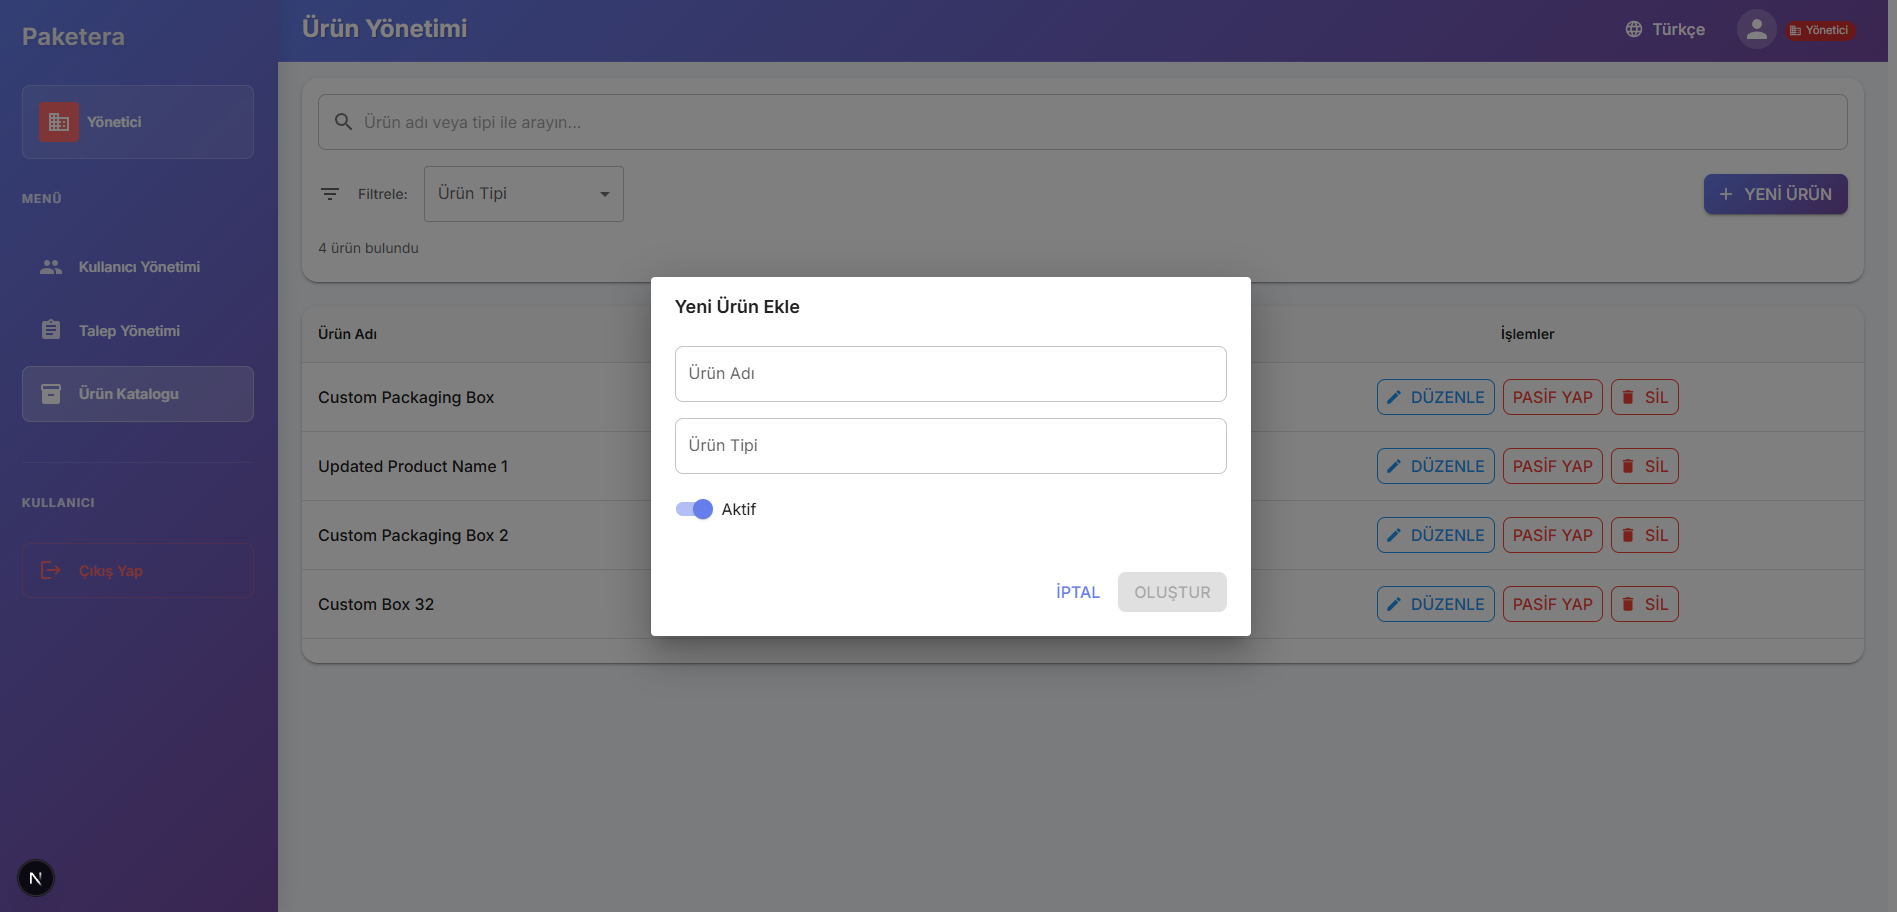 Paketera
Ürün Yönetimi
Türkçe
Yönetici
Yönetici
Ürün adı veya tipi ile arayın...
MENÜ
Filtrele:
Ürün Tipi
YENİ ÜRÜN
4 ürün bulundu
Kullanıcı Yönetimi
Talep Yönetimi
Ürün Katalogu
KULLANICI
Çıkış Yap
Ürün Adı
İşlemler
Custom Packaging Box
DÜZENLE PASİF YAP SİL
Updated Product Name 1
DÜZENLE PASİF YAP SİL
Custom Packaging Box 2
DÜZENLE PASİF YAP SİL
Custom Box 32
DÜZENLE PASİF YAP SİL
Yeni Ürün Ekle
Ürün Adı
Ürün Tipi
Aktif
İPTAL
OLUŞTUR
N